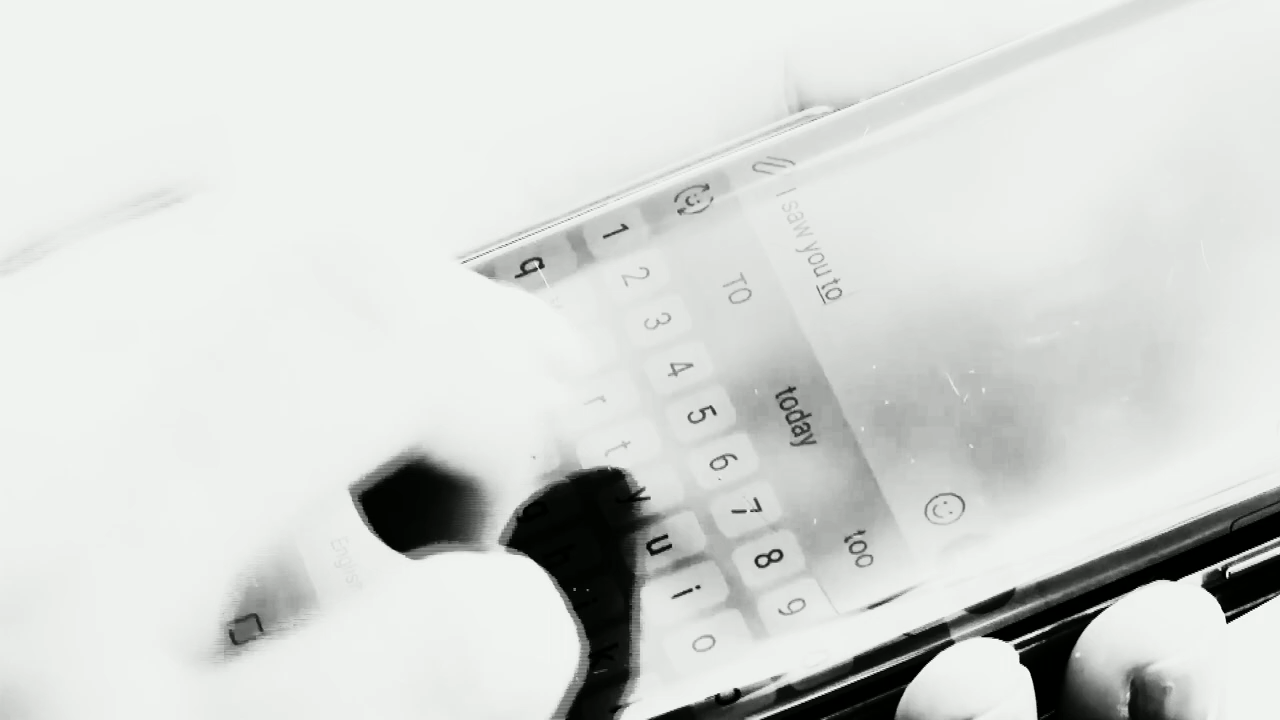 I saw you to
TO today too
1 2 3 4 5 6 7 8 9
q r t y u i o
k